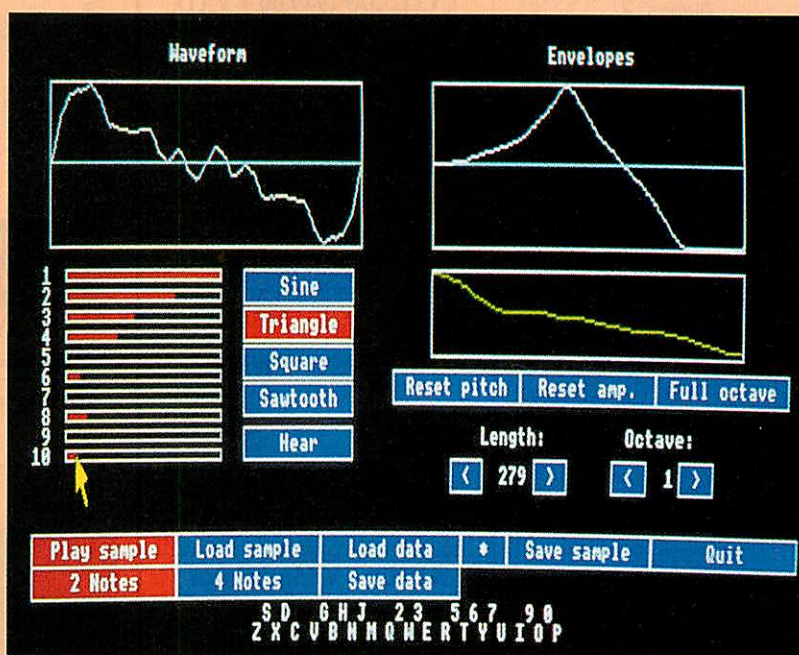 Waveform
Envelopes
1
2
3
4
5
6
7
8
9
10
Sine
Triangle
Square
Sawtooth
Hear
Reset pitch Reset amp. Full octave
Length: Octave:
< 279 > < 1 >
Play sample Load sample Load data * Save sample Quit
2 Notes 4 Notes Save data
S D G H J 2 3 5 6 7 9 0
Z X C V B N M Q W E R T Y U I O P